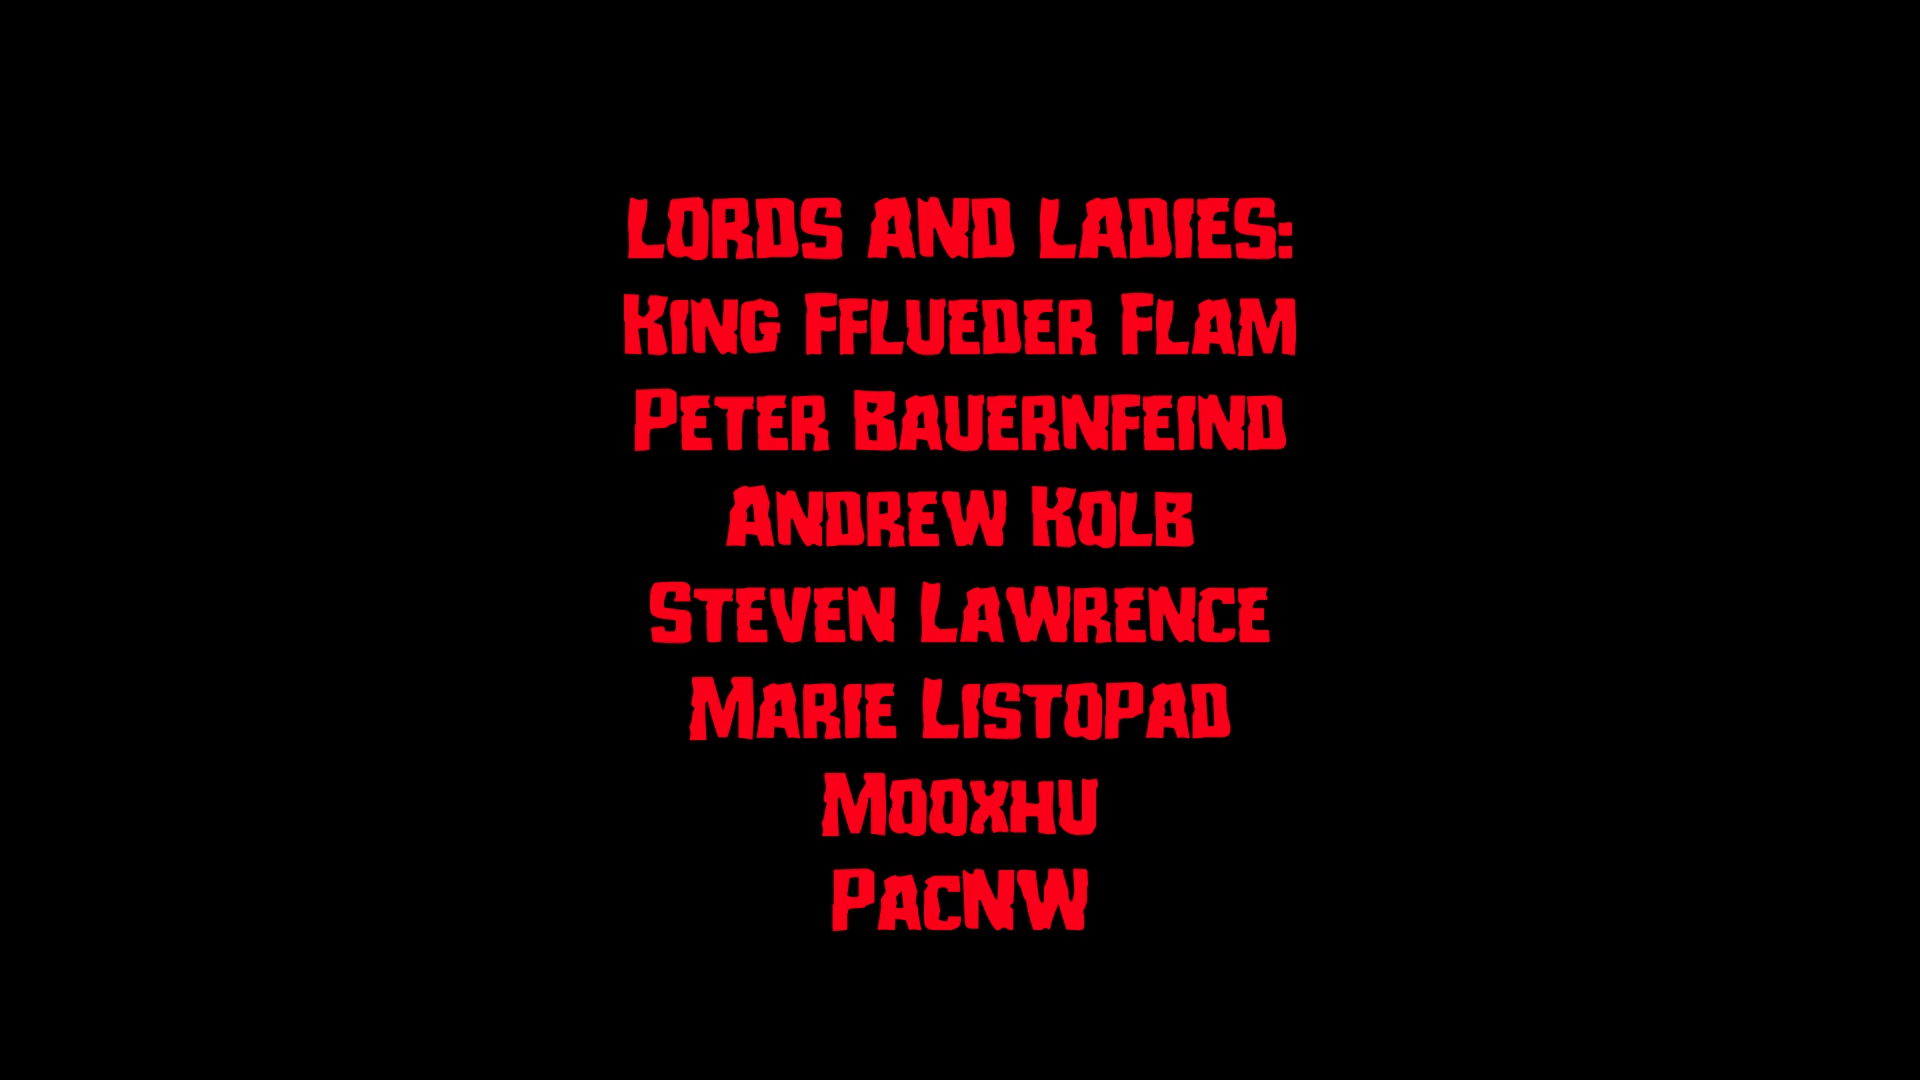 LORDS AND LADIES:
King Fflueder Flam
Peter Bauernfeind
Andrew Kolb
Steven Lawrence
Marie Listopad
Mooxhu
PacNW